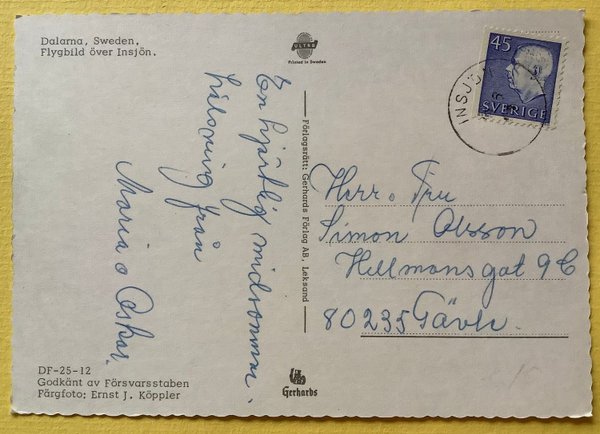 Dalarna, Sweden.
Flygbild över Insjön.
ULTRA
Printed in Sweden
45
SVERIGE
INSJÖ
En hjärtlig midsommar.
hälsning från
Maria o Oskar.
Förlagsrätt: Gerhards Förlag AB, Leksand
Herr o Fru
Simon Olsson
Hellmansgat 9C
80235 Gävle.
DF-25-12
Godkänt av Försvarsstaben
Färgfoto: Ernst J. Köppler
Gerhards